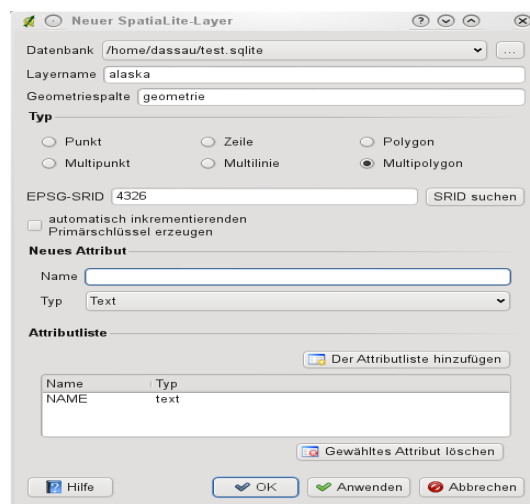 Neuer SpatiaLite-Layer
Datenbank /home/dassau/test.sqlite ...
Layername alaska
Geometriespalte geometrie
Typ
Punkt Zeile Polygon
Multipunkt Multilinie Multipolygon
EPSG-SRID 4326 SRID suchen
automatisch inkrementierenden
Primärschlüssel erzeugen
Neues Attribut
Name
Typ Text
Attributliste
Der Attributliste hinzufügen
Name Typ
NAME text
Gewähltes Attribut löschen
Hilfe OK Anwenden Abbrechen